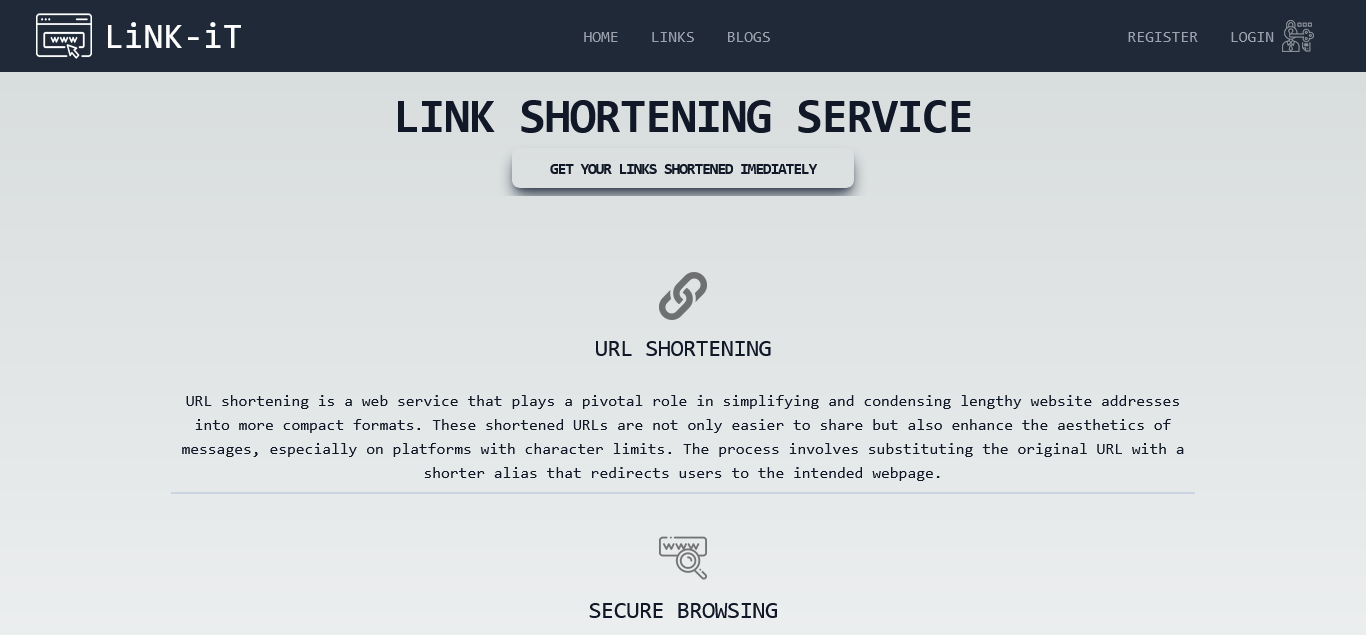 www LiNK-iT HOME LINKS BLOGS REGISTER LOGIN
LINK SHORTENING SERVICE
GET YOUR LINKS SHORTENED IMEDIATELY
URL SHORTENING
URL shortening is a web service that plays a pivotal role in simplifying and condensing lengthy website addresses
into more compact formats. These shortened URLs are not only easier to share but also enhance the aesthetics of
messages, especially on platforms with character limits. The process involves substituting the original URL with a
shorter alias that redirects users to the intended webpage.
www
SECURE BROWSING